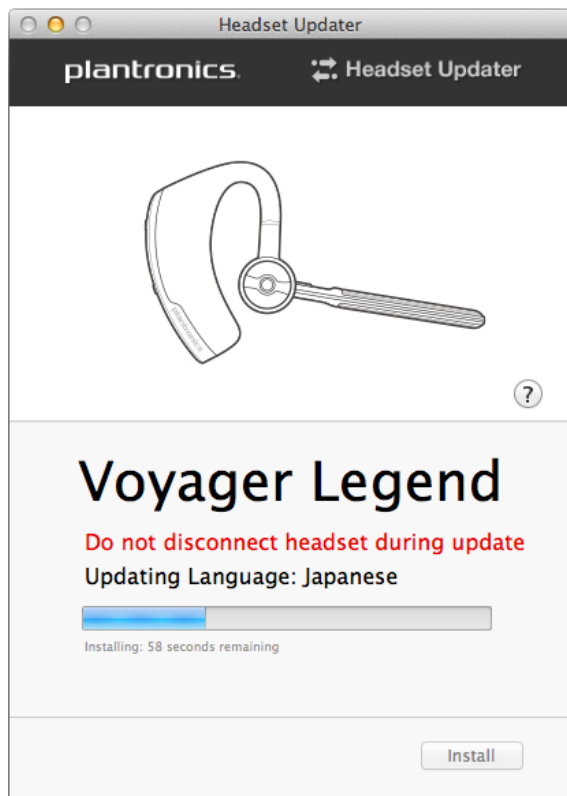 Headset Updater
plantronics. Headset Updater
plantronics
?
Voyager Legend
Do not disconnect headset during update
Updating Language: Japanese
Installing: 58 seconds remaining
Install